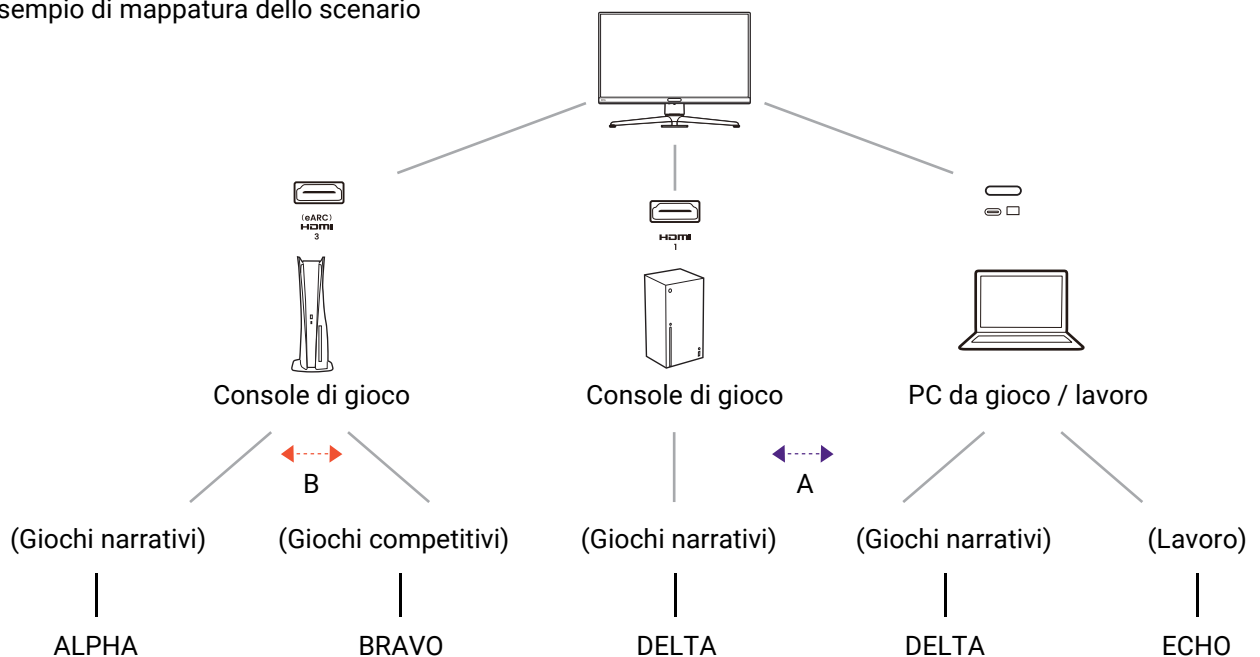 sempio di mappatura dello scenario
(eARC)
HDMI
3
HDMI
1
Console di gioco
Console di gioco
PC da gioco / lavoro
B
A
(Giochi narrativi)
(Giochi competitivi)
(Giochi narrativi)
(Giochi narrativi)
(Lavoro)
ALPHA
BRAVO
DELTA
DELTA
ECHO